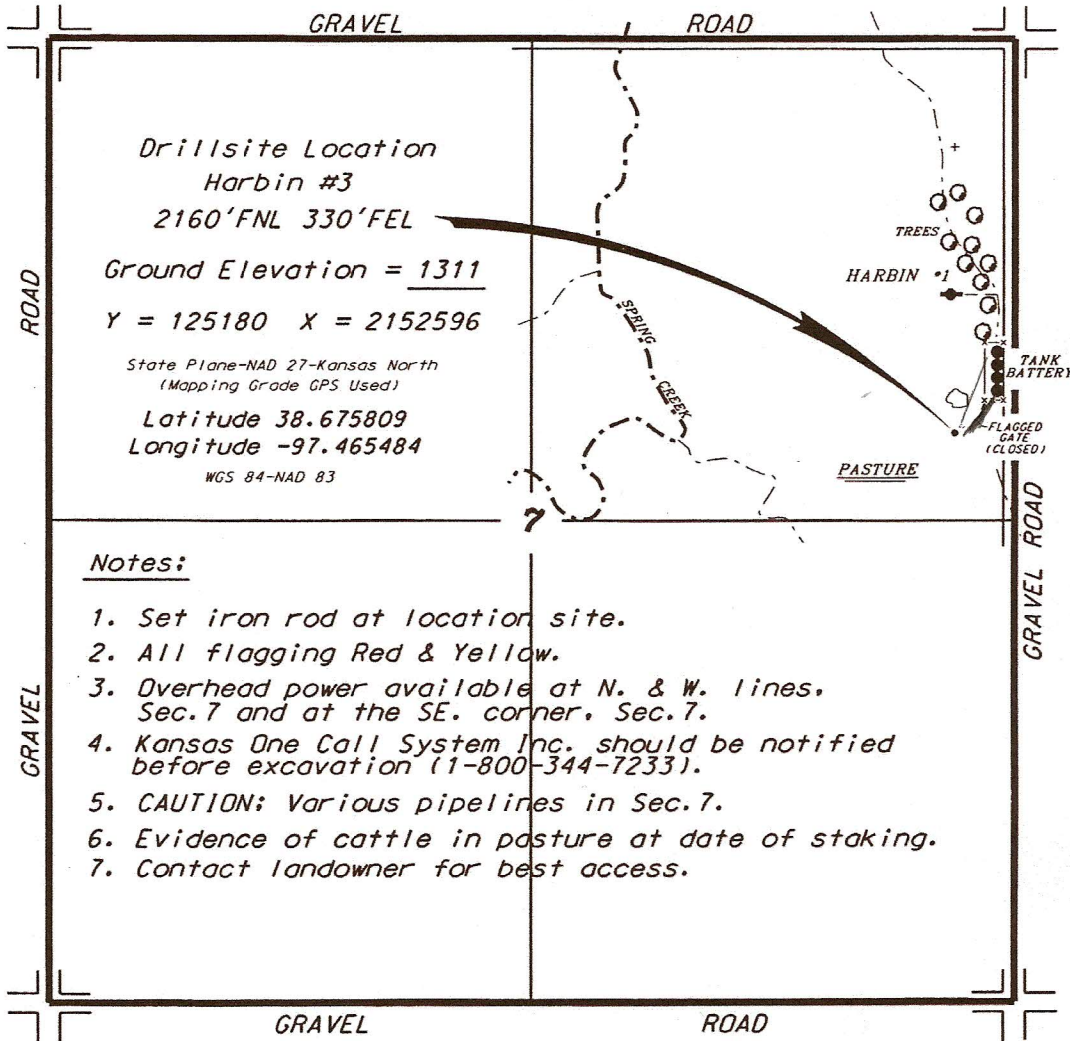 GRAVEL ROAD
Drillsite Location
Harbin #3
2160'FNL 330'FEL
Ground Elevation = 1311
Y = 125180 X = 2152596
State Plane-NAD 27-Kansas North
(Mapping Grade GPS Used)
Latitude 38.675809
Longitude -97.465484
WGS 84-NAD 83
TREES
HARBIN #1
SPRING
CREEK
TANK
BATTERY
FLAGGED
GATE
(CLOSED)
PASTURE
7
GRAVEL ROAD
GRAVEL ROAD
Notes:
1. Set iron rod at location site.
2. All flagging Red & Yellow.
3. Overhead power available at N. & W. lines,
Sec. 7 and at the SE. corner, Sec. 7.
4. Kansas One Call System Inc. should be notified
before excavation (1-800-344-7233).
5. CAUTION: Various pipelines in Sec. 7.
6. Evidence of cattle in pasture at date of staking.
7. Contact landowner for best access.
GRAVEL ROAD